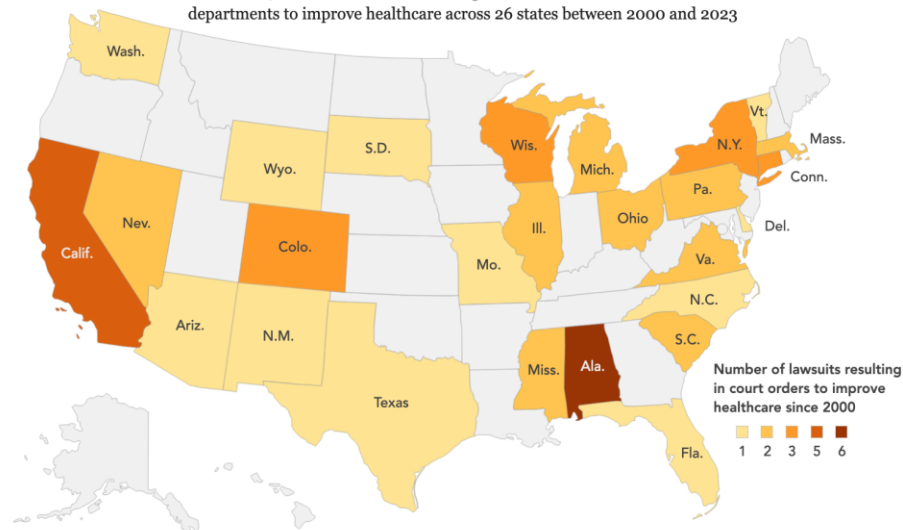 departments to improve healthcare across 26 states between 2000 and 2023
Wash.
Vt.
Mass.
S.D.
Wis.
N.Y.
Wyo.
Mich.
Conn.
Pa.
Nev.
Ohio
Ill.
Del.
Calif.
Colo.
Va.
Mo.
N.C.
Ariz.
N.M.
S.C.
Miss.
Ala.
Texas
Fla.
Number of lawsuits resulting
in court orders to improve
healthcare since 2000
1 2 3 5 6